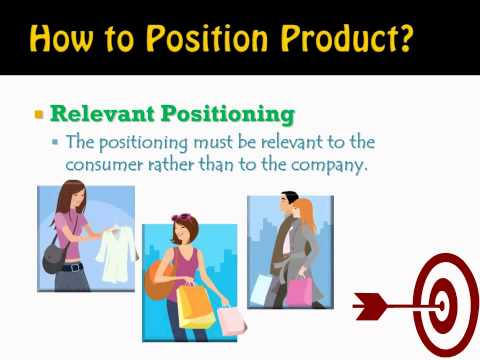 How to Position Product?
Relevant Positioning
The positioning must be relevant to the
consumer rather than to the company.